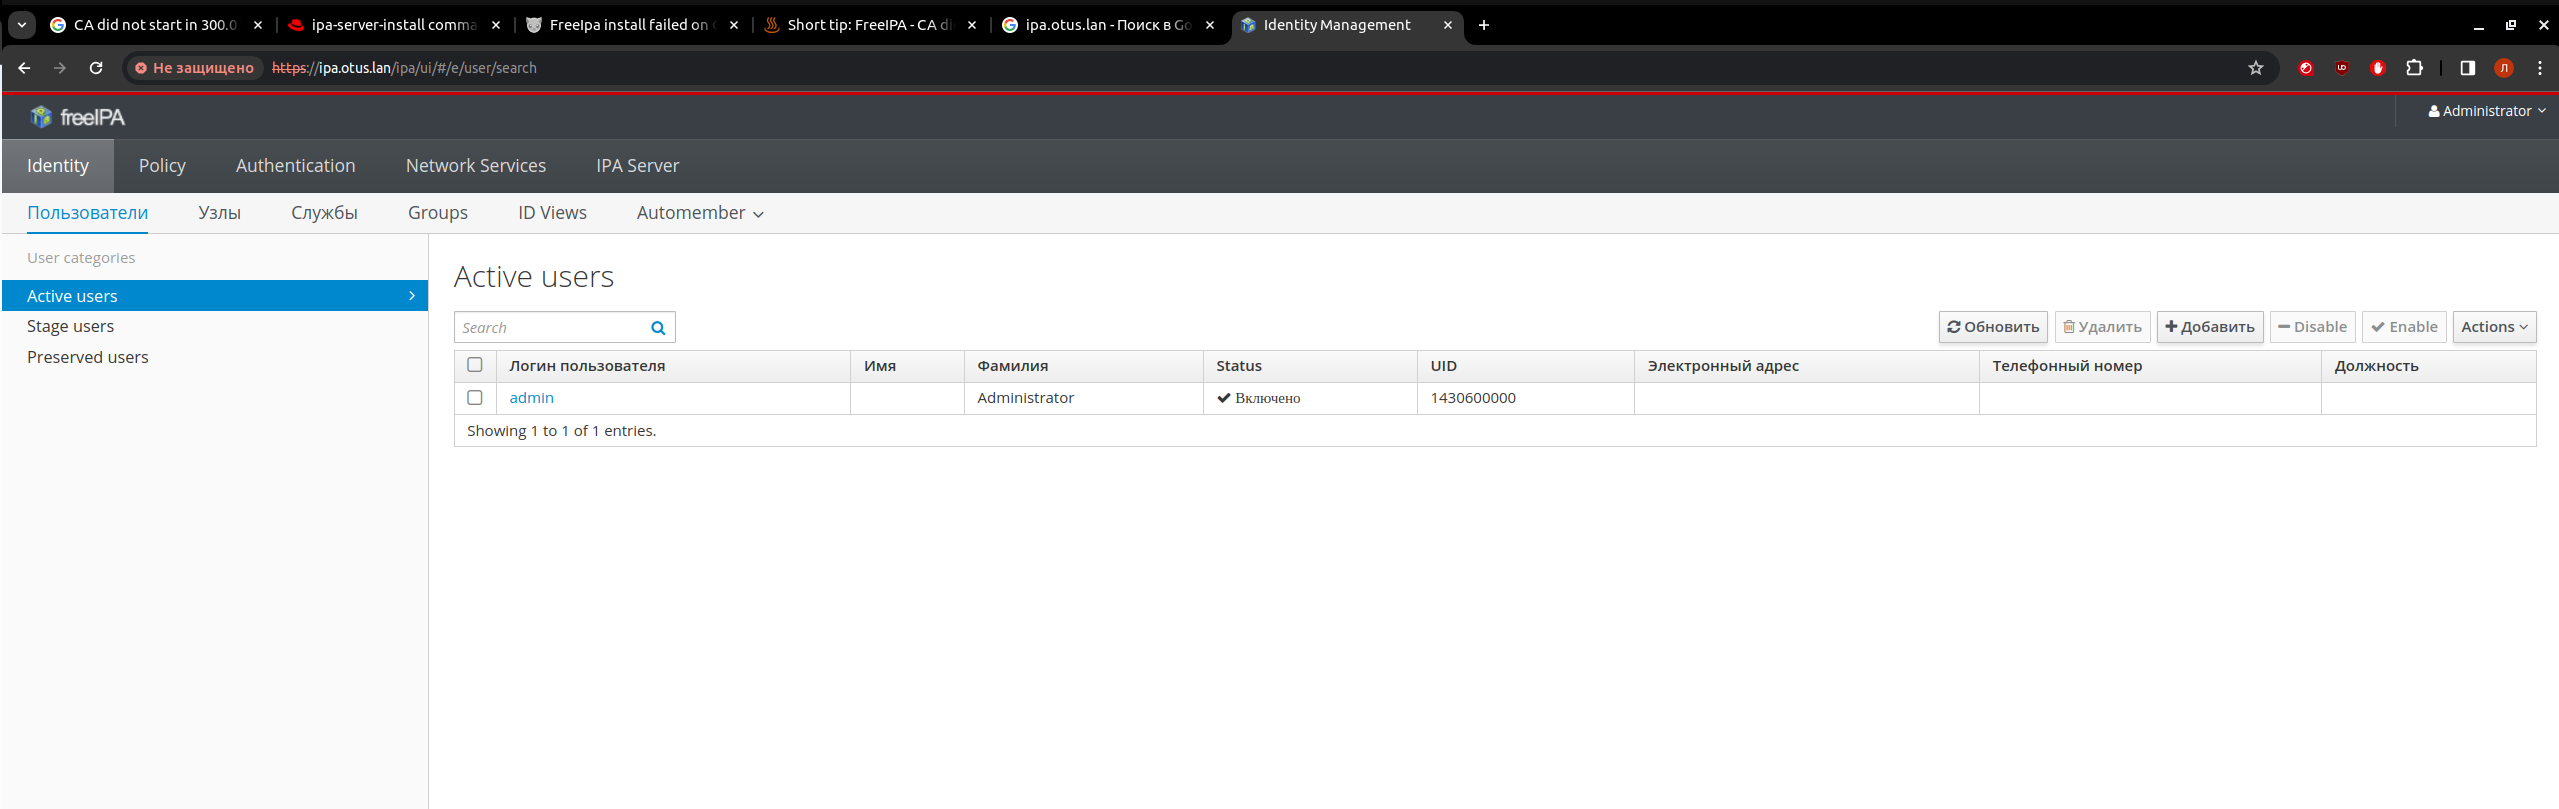 CA did not start in 300.0
ipa-server-install comma
FreeIpa install failed on
Short tip: FreeIPA - CA di
ipa.otus.lan - Поиск в Go
Identity Management
Не защищено https://ipa.otus.lan/ipa/ui/#/e/user/search
Л
freeIPA
Administrator
Identity Policy Authentication Network Services IPA Server
Пользователи Узлы Службы Groups ID Views Automember
User categories
Active users
Stage users
Preserved users
Active users
Search
Обновить Удалить Добавить Disable Enable Actions
Логин пользователя Имя Фамилия Status UID Электронный адрес Телефонный номер Должность
admin Administrator Включено 1430600000
Showing 1 to 1 of 1 entries.